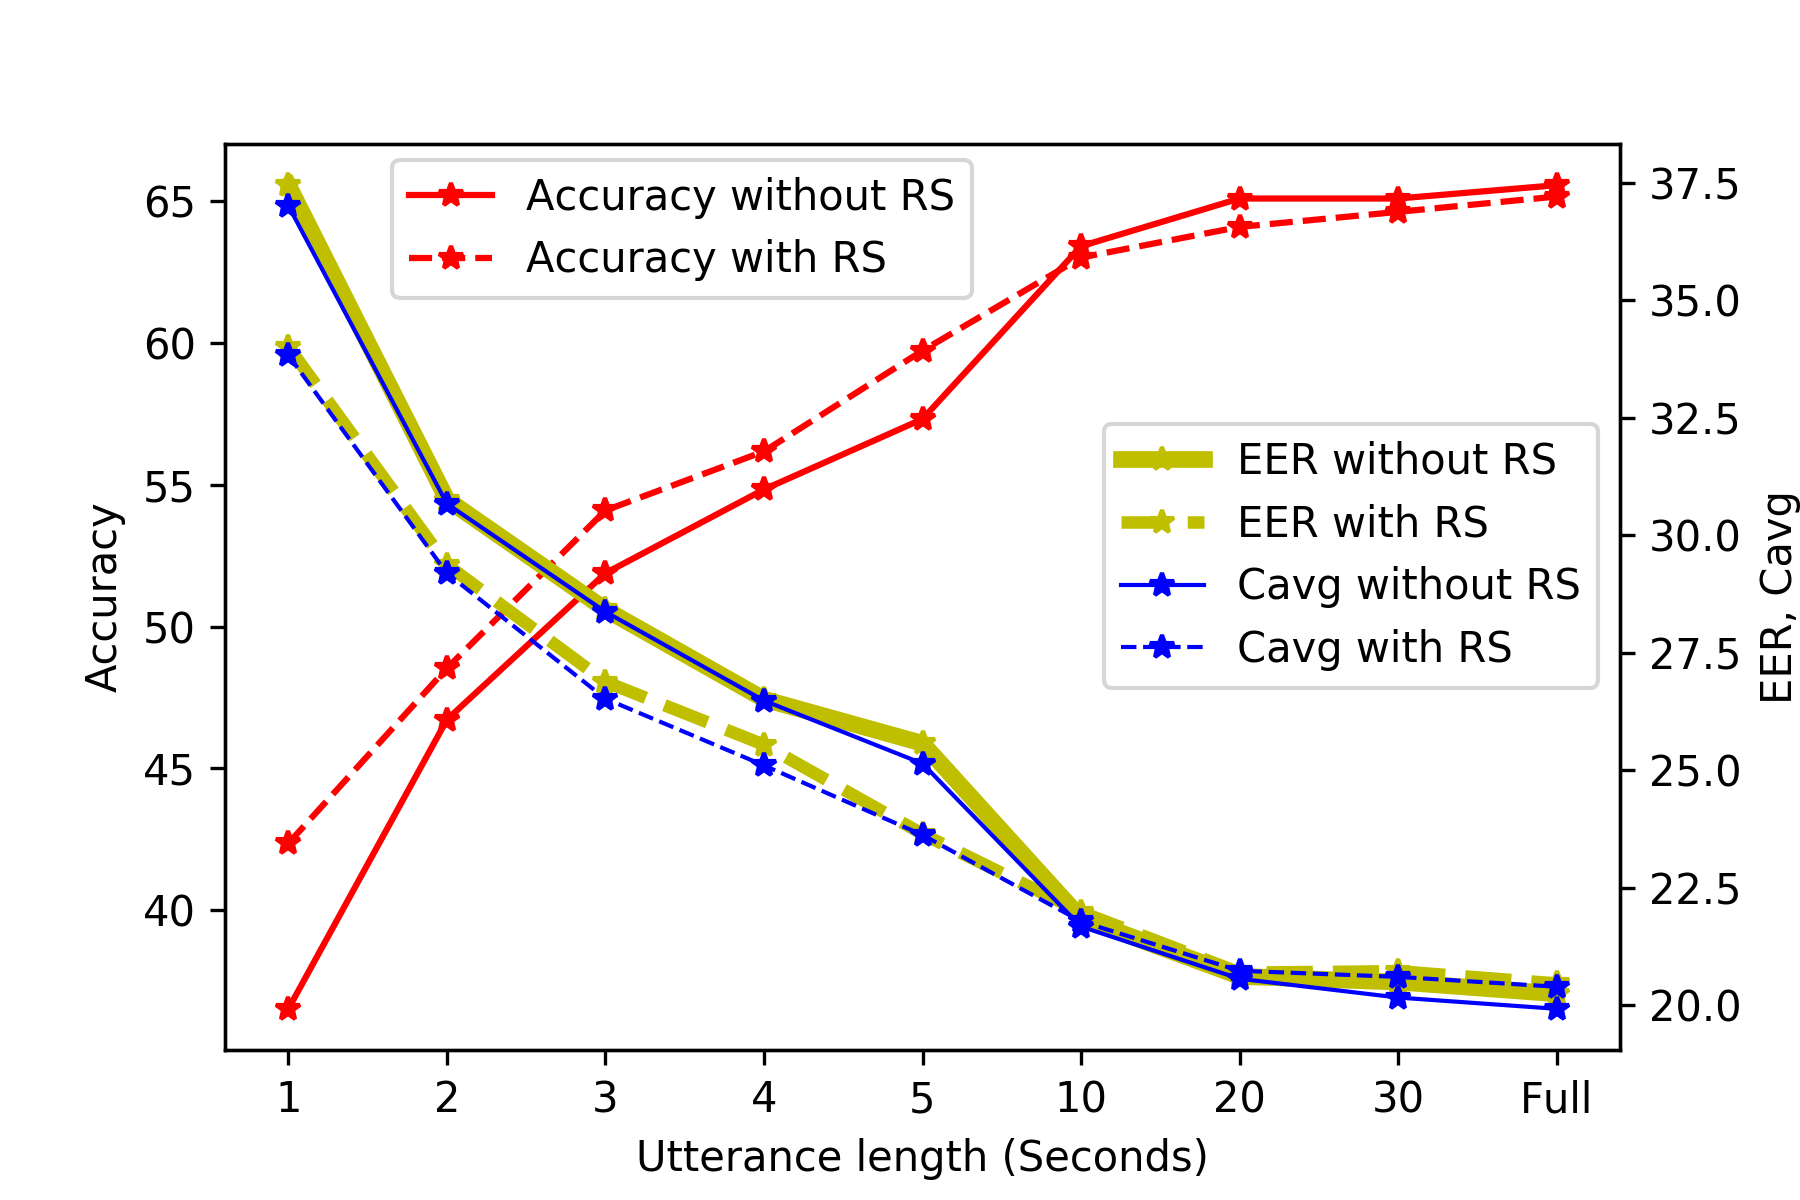 Accuracy without RS
Accuracy with RS
EER without RS
EER with RS
Cavg without RS
Cavg with RS
65
60
55
50
45
40
Accuracy
37.5
35.0
32.5
30.0
27.5
25.0
22.5
20.0
EER, Cavg
1 2 3 4 5 10 20 30 Full
Utterance length (Seconds)